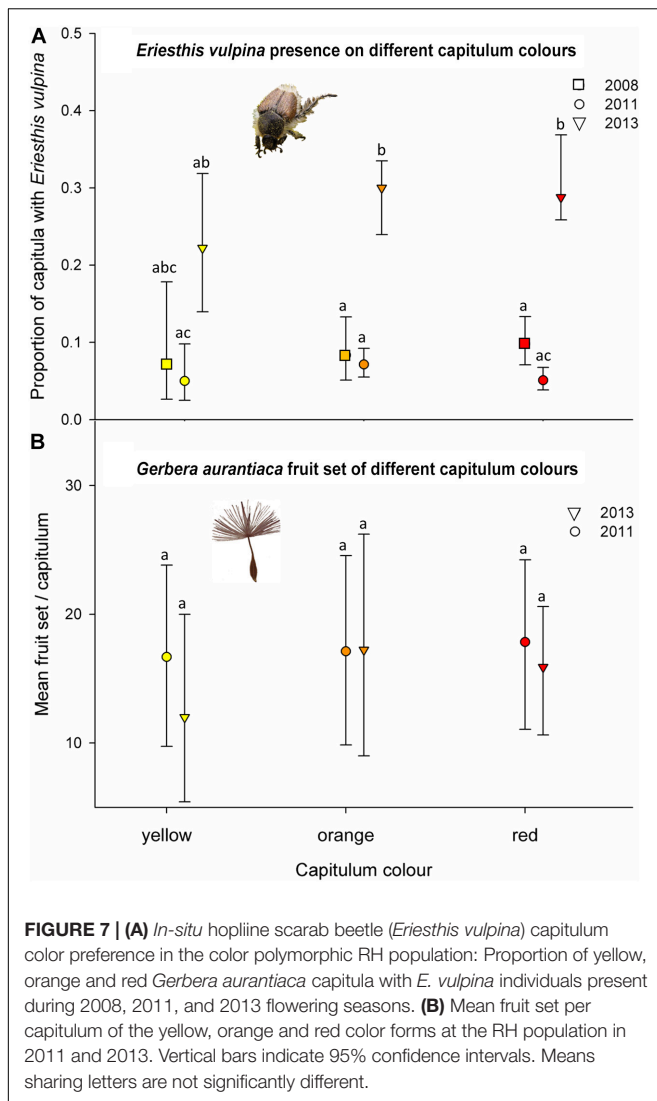 A
Eriesthis vulpina presence on different capitulum colours
0.5
0.4
0.3
0.2
0.1
0.0
Proportion of capitula with Eriesthis vulpina
2008
2011
2013
abc
ac
ab
a
a
b
a
ac
b
B
Gerbera aurantiaca fruit set of different capitulum colours
30
20
10
Mean fruit set / capitulum
2013
2011
a
a
a
a
a
a
yellow
orange
red
Capitulum colour
FIGURE 7 | (A) In-situ hopliine scarab beetle (Eriesthis vulpina) capitulum
color preference in the color polymorphic RH population: Proportion of yellow,
orange and red Gerbera aurantiaca capitula with E. vulpina individuals present
during 2008, 2011, and 2013 flowering seasons. (B) Mean fruit set per
capitulum of the yellow, orange and red color forms at the RH population in
2011 and 2013. Vertical bars indicate 95% confidence intervals. Means
sharing letters are not significantly different.